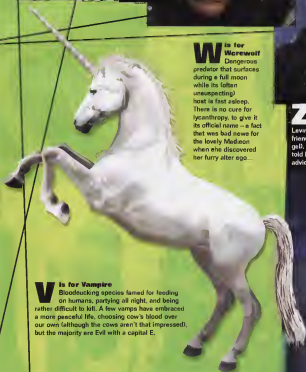 V is for Vampire
Bloodsucking species famed for feeding
on humans, partying all night, and being
rather difficult to kill. A few vamps have embraced
a more peaceful life, choosing cow's blood over
our own (although the cows aren't that impressed),
but the majority are Evil with a capital E.
W is for
Werewolf
Dangerous
predator that surfaces
during a full moon
while its (often
unsuspecting)
host is fast asleep.
There is no cure for
lycanthropy, to give it
its official name – a fact
that was bad news for
the lovely Madison
when she discovered
her furry alter ego...
Z
friend
told
advic